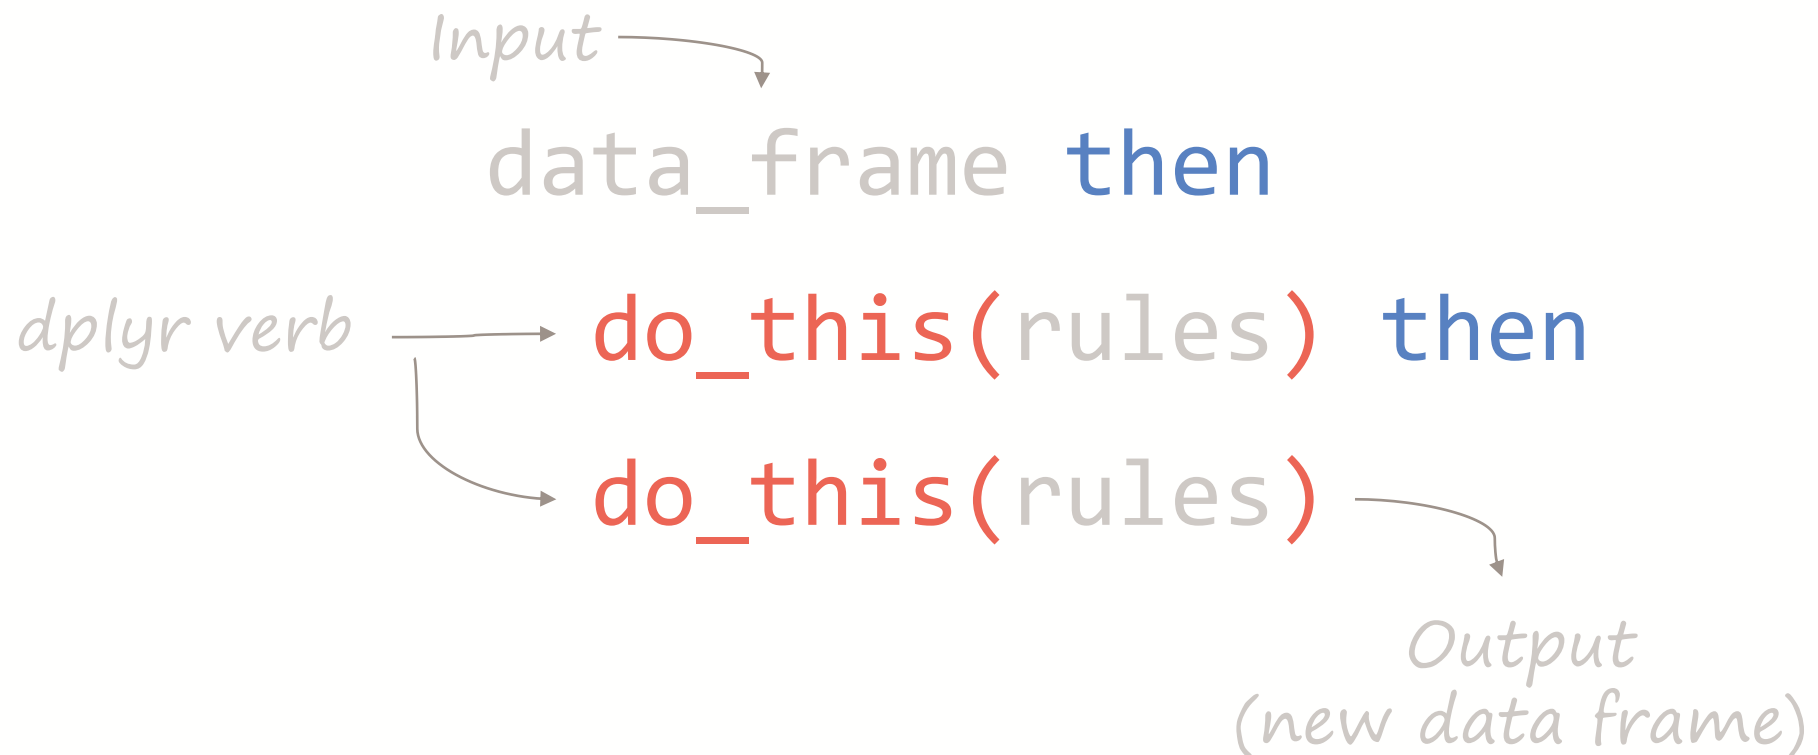 Input
data_frame then
dplyr verb do_this(rules) then
do_this(rules)
Output
(new data frame)